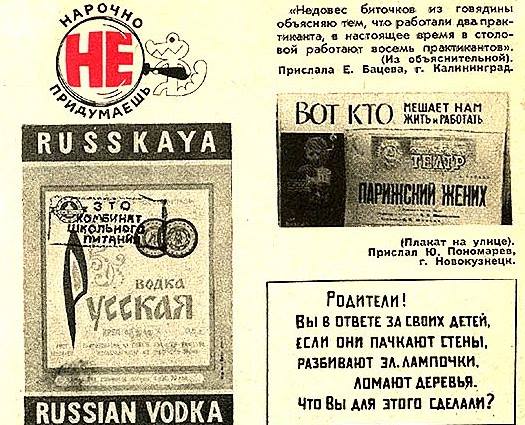 НАРОЧНО
НЕ
ПРИДУМАЕШЬ
RUSSKAYA
ЭТО
КОМБИНАТ
ШКОЛЬНОГО
ПИТАНИЯ
ВОДКА
Русская
RUSSIAN VODKA
«Недовес биточков из говядины
объясняю тем, что работали два прак-
тиканта, в настоящее время в столо-
вой работают восемь практикантов».
(Из объяснительной).
Прислала Е. Бацева, г. Калининград.
ВОТ КТО МЕШАЕТ НАМ
ЖИТЬ и РАБОТАТЬ
ТЕАТР
ПАРИЖСКИЙ ЖЕНИХ
(Плакат на улице).
Прислал Ю. Пономарев,
г. Новокузнецк.
РОДИТЕЛИ!
ВЫ В ОТВЕТЕ ЗА СВОИХ ДЕТЕЙ,
ЕСЛИ ОНИ ПАЧКАЮТ СТЕНЫ,
РАЗБИВАЮТ ЭЛ. ЛАМПОЧКИ,
ЛОМАЮТ ДЕРЕВЬЯ.
ЧТО ВЫ ДЛЯ ЭТОГО СДЕЛАЛИ?